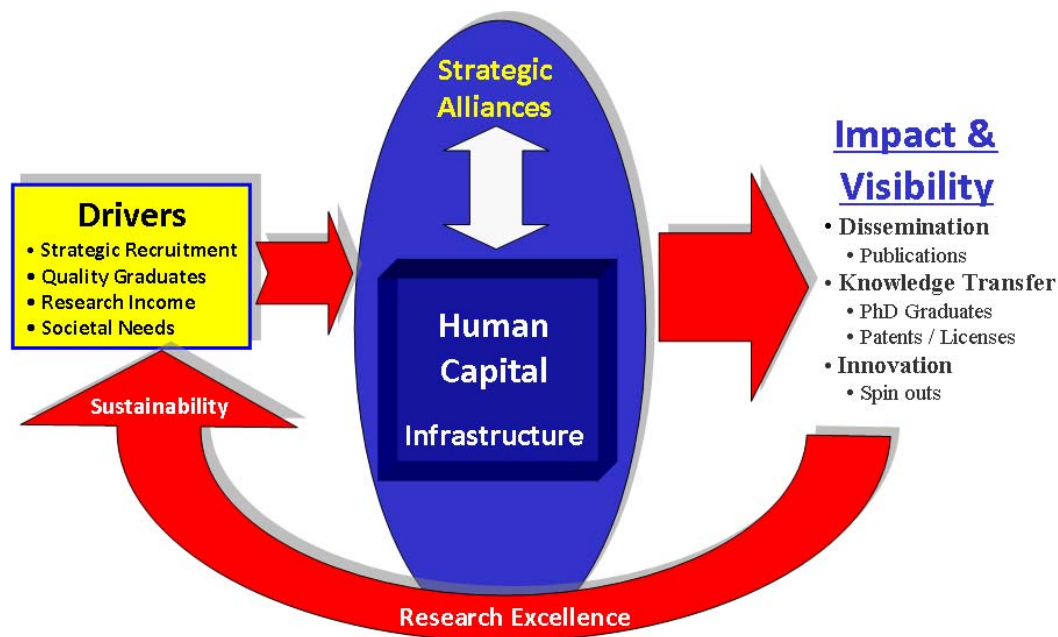 Strategic
Alliances
Drivers
• Strategic Recruitment
• Quality Graduates
• Research Income
• Societal Needs
Human
Capital
Infrastructure
Impact &
Visibility
• Dissemination
• Publications
• Knowledge Transfer
• PhD Graduates
• Patents / Licenses
• Innovation
• Spin outs
Sustainability
Research Excellence